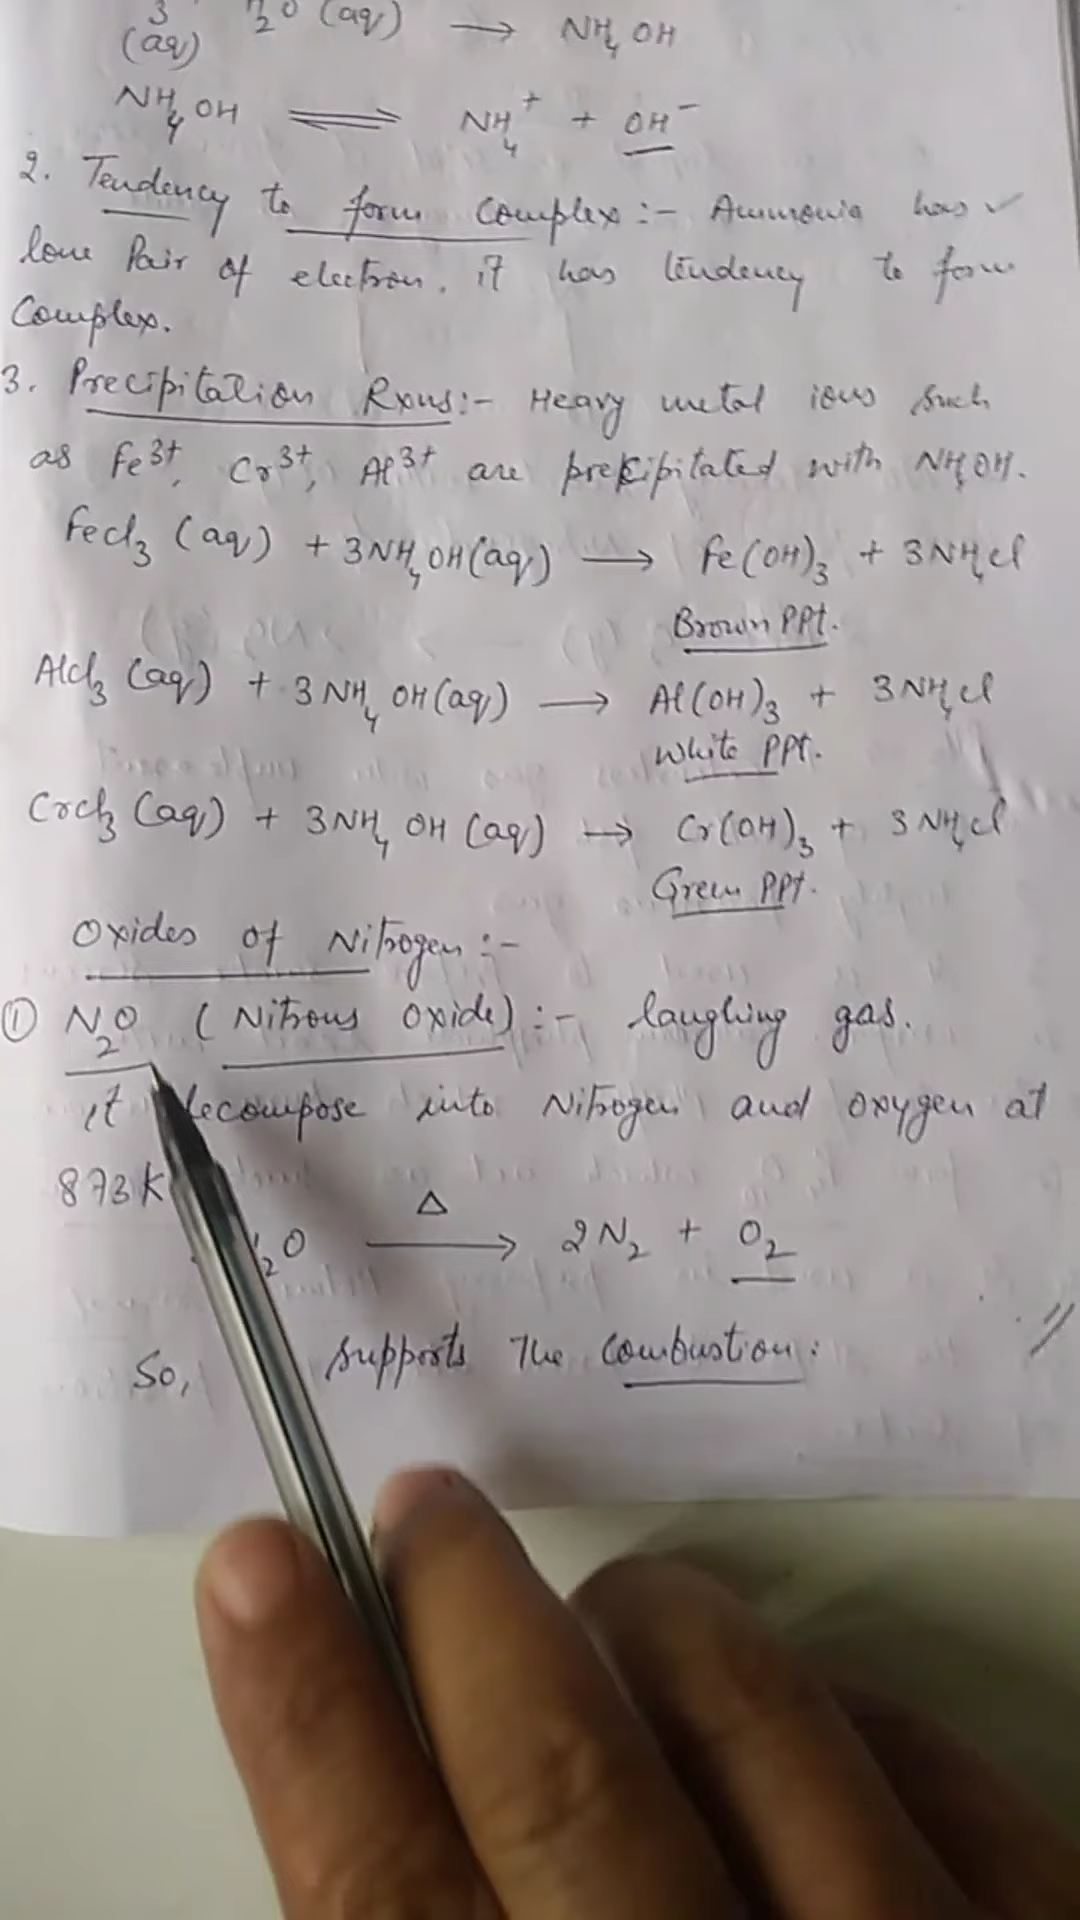 3 H₂O (aq) → NH₄OH
(aq)
NH₄OH ⇌ NH₄⁺ + OH⁻
2. Tendency to form Complex:- Ammonia has ✓
lone Pair of electron. it has tendency to form
Complex.
3. Precipitation Rxns:- Heavy metal ions such
as Fe³⁺, Cr³⁺, Al³⁺ are precipitated with NH₄OH.
FeCl₃ (aq) + 3NH₄OH(aq) → Fe(OH)₃ + 3NH₄Cl
Brown PPt.
AlCl₃ (aq) + 3NH₄OH(aq) → Al(OH)₃ + 3NH₄Cl
White PPt.
CrCl₃ (aq) + 3NH₄OH (aq) → Cr(OH)₃ + 3NH₄Cl
Green PPt.
Oxides of Nitrogen:-
① N₂O (Nitrous Oxide):- laughing gas.
it decompose into Nitrogen and oxygen at
873K
₂O Δ→ 2N₂ + O₂
So, supports The Combustion.